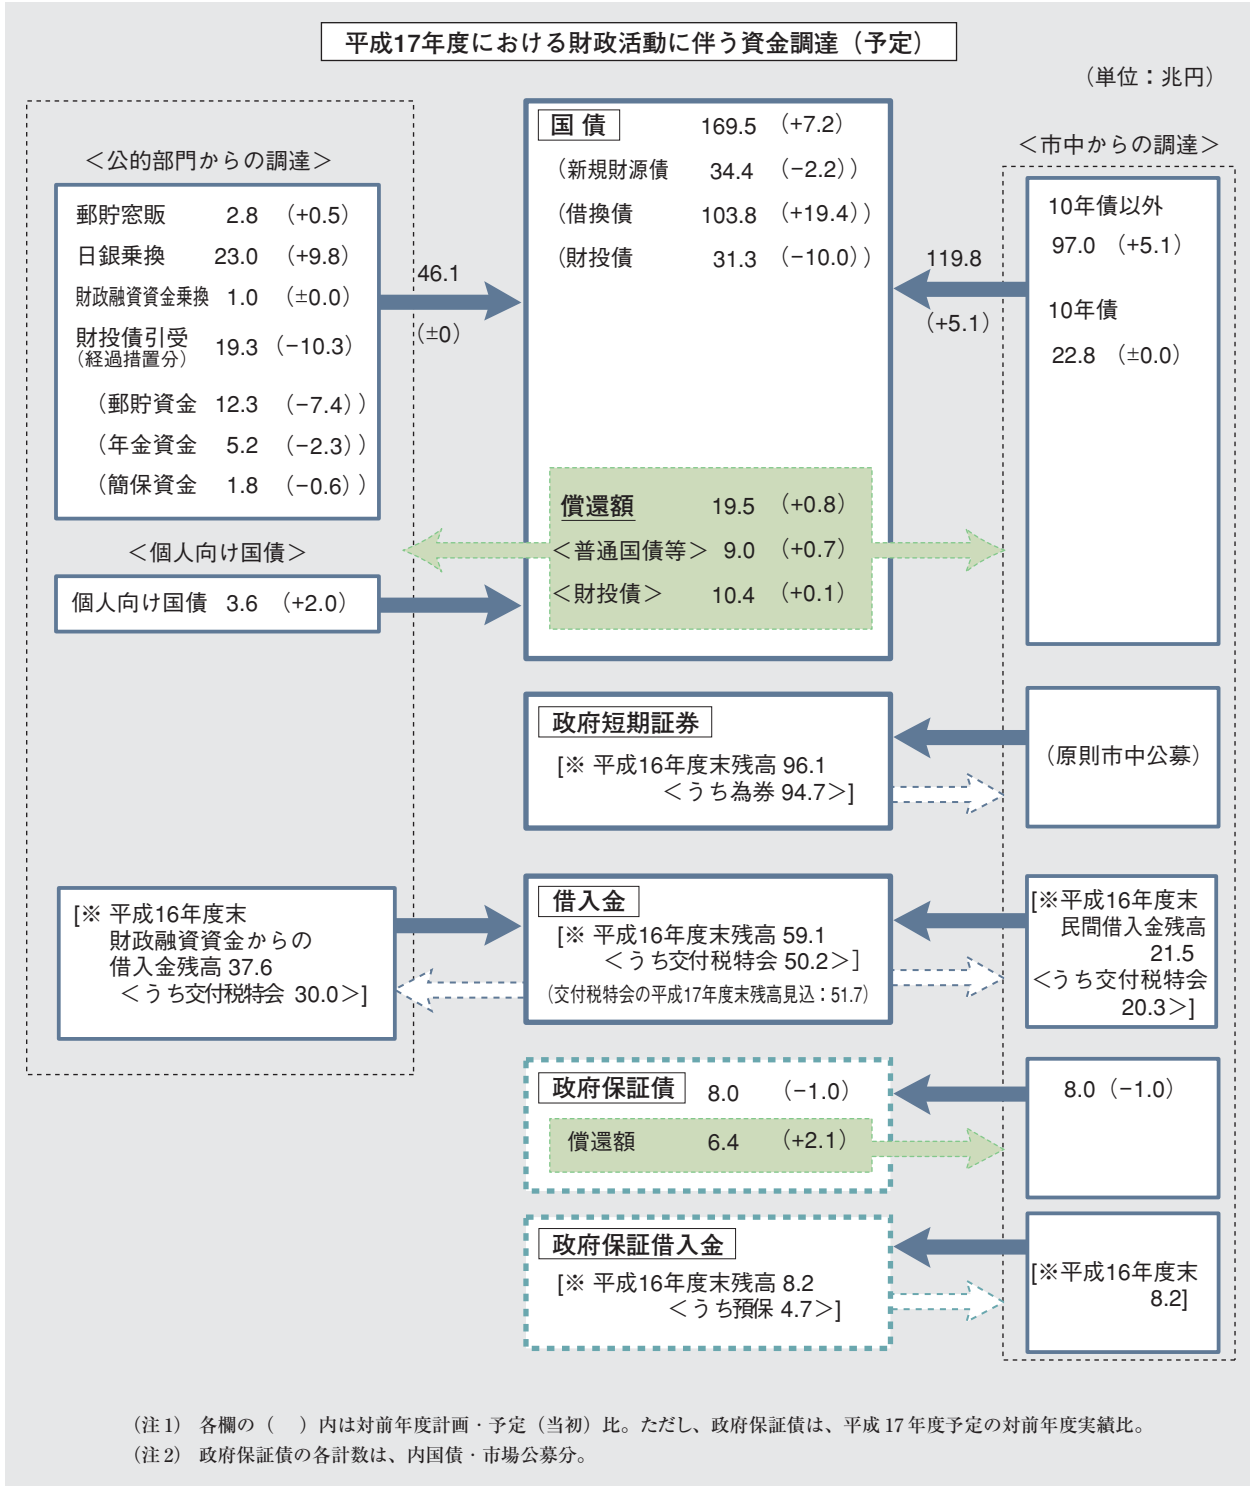 平成17年度における財政活動に伴う資金調達（予定）
（単位：兆円）
＜公的部門からの調達＞
郵貯窓販 2.8 （+0.5）
日銀乗換 23.0 （+9.8）
財政融資資金乗換 1.0 （±0.0）
財投債引受 19.3 （−10.3）
（経過措置分）
（郵貯資金 12.3 （−7.4））
（年金資金 5.2 （−2.3））
（簡保資金 1.8 （−0.6））
46.1
（±0）
＜個人向け国債＞
個人向け国債 3.6 （+2.0）
国債 169.5 （+7.2）
（新規財源債 34.4 （−2.2））
（借換債 103.8 （+19.4））
（財投債 31.3 （−10.0））
償還額 19.5 （+0.8）
＜普通国債等＞ 9.0 （+0.7）
＜財投債＞ 10.4 （+0.1）
＜市中からの調達＞
119.8
（+5.1）
10年債以外
97.0 （+5.1）
10年債
22.8 （±0.0）
政府短期証券
[※ 平成16年度末残高 96.1
＜うち為券 94.7＞]
（原則市中公募）
[※ 平成16年度末
財政融資資金からの
借入金残高 37.6
＜うち交付税特会 30.0＞]
借入金
[※ 平成16年度末残高 59.1
＜うち交付税特会 50.2＞]
（交付税特会の平成17年度末残高見込：51.7）
[※平成16年度末
民間借入金残高
21.5
＜うち交付税特会
20.3＞]
政府保証債 8.0 （−1.0）
償還額 6.4 （+2.1）
8.0（−1.0）
政府保証借入金
[※ 平成16年度末残高 8.2
＜うち預保 4.7＞]
[※平成16年度末
8.2]
（注1） 各欄の（ ）内は対前年度計画・予定（当初）比。ただし、政府保証債は、平成17年度予定の対前年度実績比。
（注2） 政府保証債の各計数は、内国債・市場公募分。